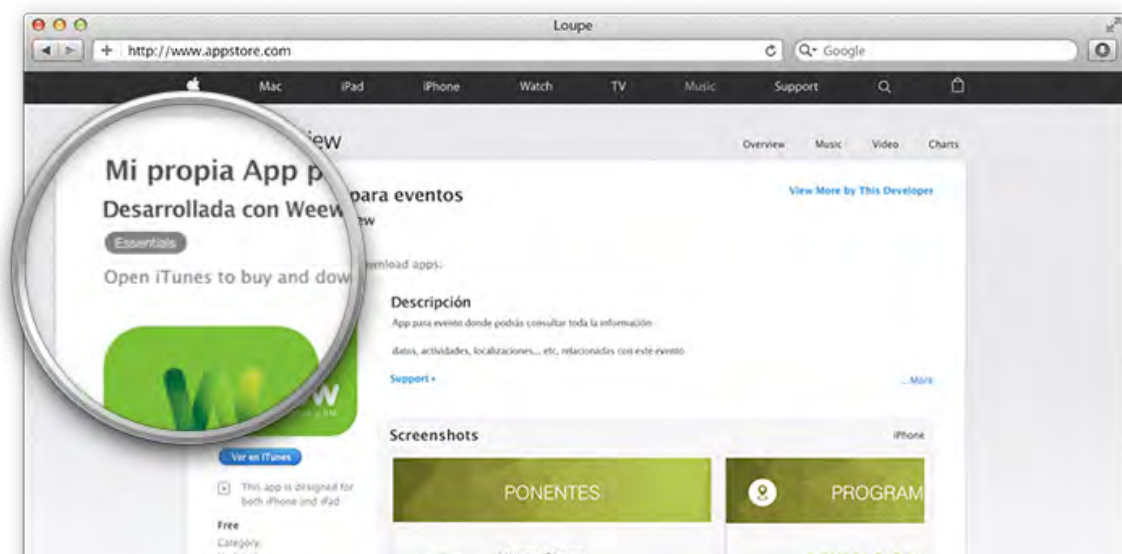 Loupe
http://www.appstore.com
Google
Mac iPad iPhone Watch TV Music Support
ew
Overview Music Video Charts
Mi propia App p
para eventos
View More by This Developer
Desarrollada con Weew
ew
Essentials
Open iTunes to buy and dow
wnload apps.
Descripción
App para evento donde podrás consultar toda la información
datos, actividades, localizaciones... etc, relacionadas con este evento
Support
...More
W
w
Screenshots
iPhone
Ver en iTunes
PONENTES
PROGRAM
This app is designed for
both iPhone and iPad
Free
Category: